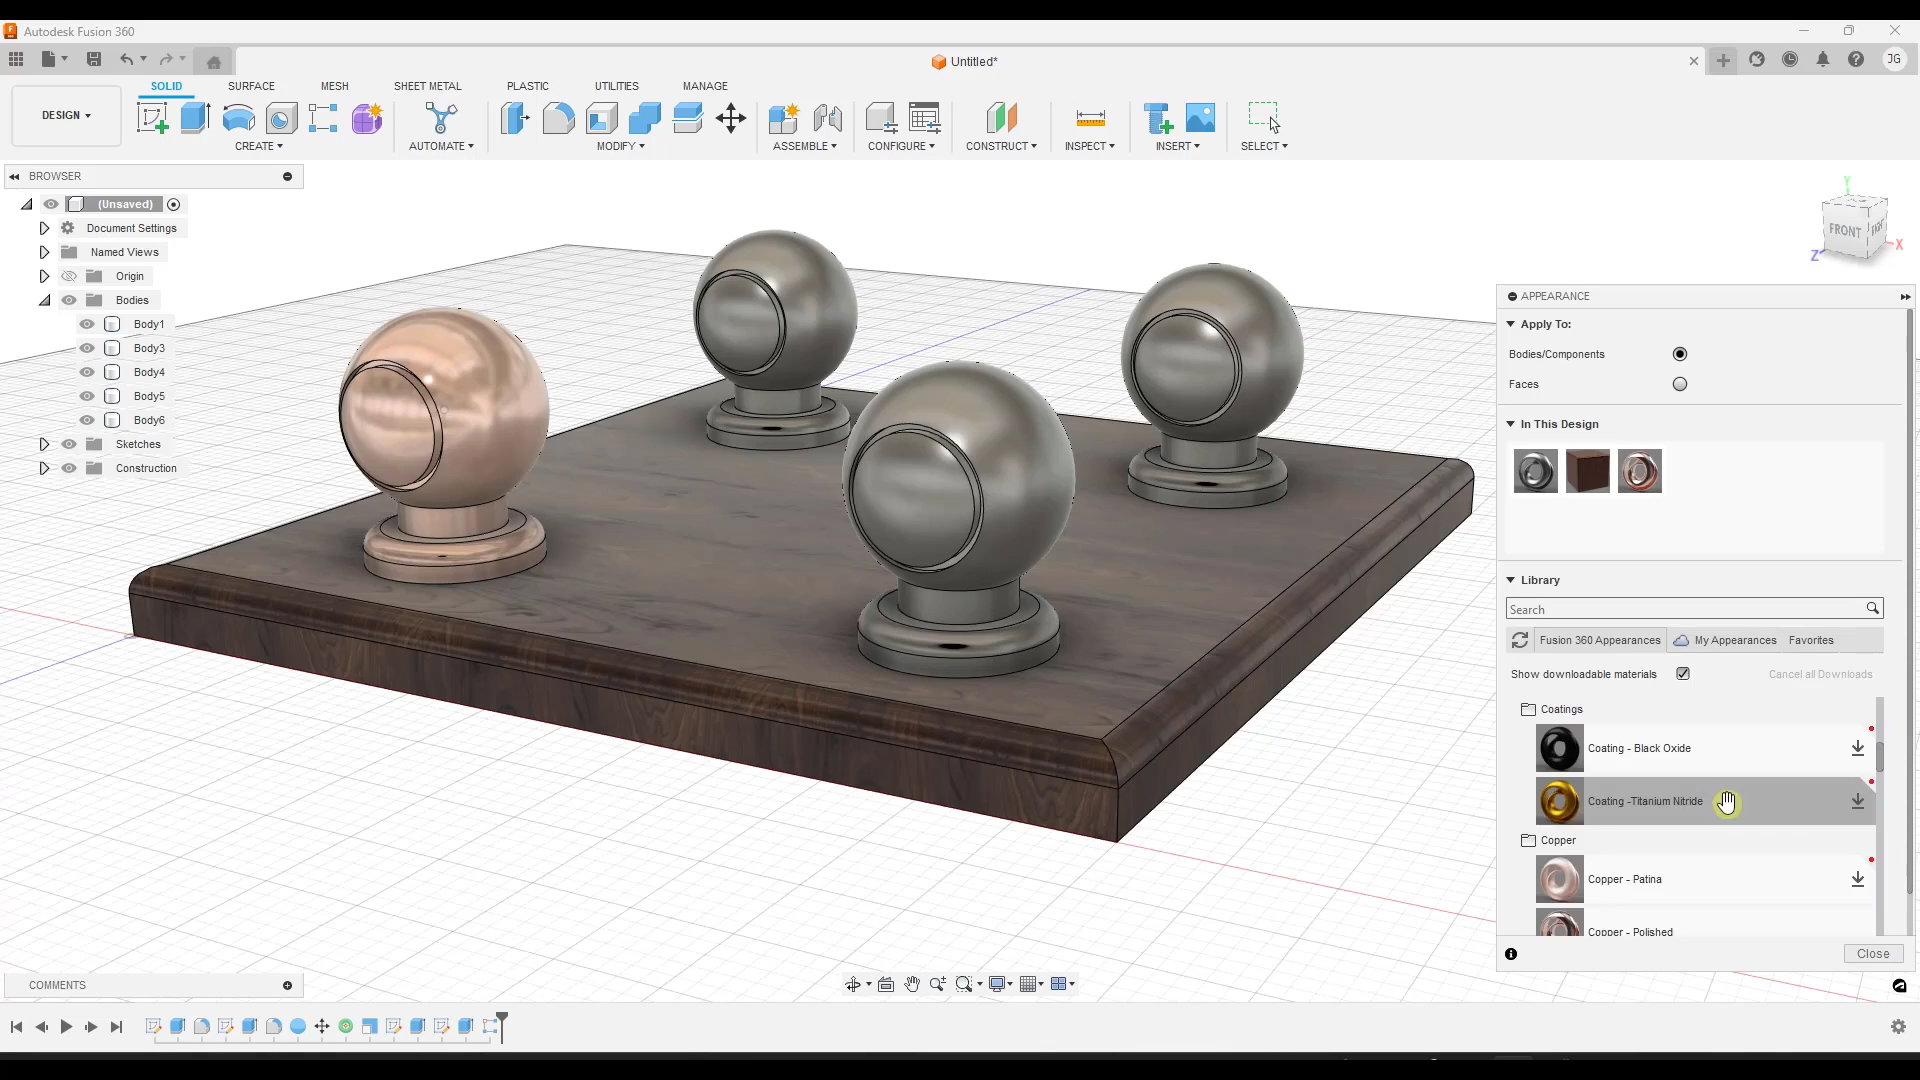 Autodesk Fusion 360
Untitled*
JG
DESIGN
SOLID
SURFACE
MESH
SHEET METAL
PLASTIC
UTILITIES
MANAGE
CREATE
AUTOMATE
MODIFY
ASSEMBLE
CONFIGURE
CONSTRUCT
INSPECT
INSERT
SELECT
BROWSER
(Unsaved)
Document Settings
Named Views
Origin
Bodies
Body1
Body3
Body4
Body5
Body6
Sketches
Construction
Y
FRONT
X
Z
APPEARANCE
Apply To:
Bodies/Components
Faces
In This Design
Library
Search
Fusion 360 Appearances
My Appearances
Favorites
Show downloadable materials
Cancel all Downloads
Coatings
Coating - Black Oxide
Coating -Titanium Nitride
Copper
Copper - Patina
Copper - Polished
Close
COMMENTS